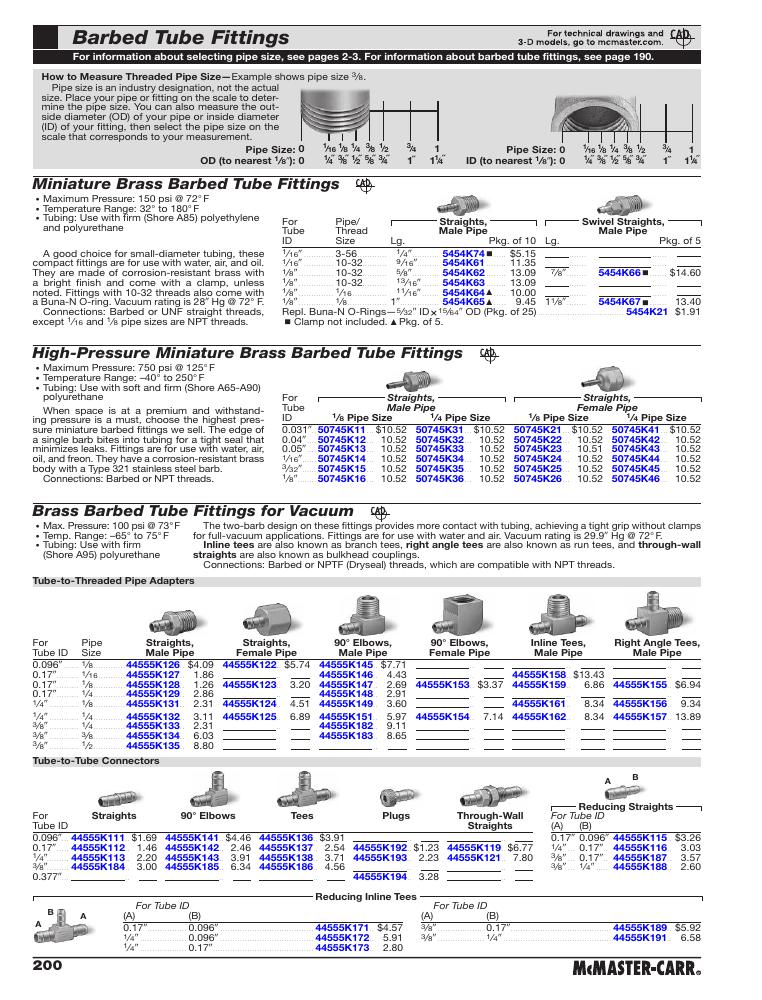 Barbed Tube Fittings
For technical drawings and
3-D models, go to mcmaster.com.
CAD
For information about selecting pipe size, see pages 2-3. For information about barbed tube fittings, see page 190.
How to Measure Threaded Pipe Size—Example shows pipe size 3/8.
Pipe size is an industry designation, not the actual
size. Place your pipe or fitting on the scale to deter-
mine the pipe size. You can also measure the out-
side diameter (OD) of your pipe or inside diameter
(ID) of your fitting, then select the pipe size on the
scale that corresponds to your measurement.
Pipe Size: 0 1/16 1/8 1/4 3/8 1/2 3/4 1
OD (to nearest 1/8"): 0 1/4" 3/8" 1/2" 5/8" 3/4" 1" 1 1/4"
Pipe Size: 0 1/16 1/8 1/4 3/8 1/2 3/4 1
ID (to nearest 1/8"): 0 1/4" 3/8" 1/2" 5/8" 3/4" 1" 1 1/4"
Miniature Brass Barbed Tube Fittings CAD
• Maximum Pressure: 150 psi @ 72° F
• Temperature Range: 32° to 180° F
• Tubing: Use with firm (Shore A85) polyethylene
and polyurethane
A good choice for small-diameter tubing, these
compact fittings are for use with water, air, and oil.
They are made of corrosion-resistant brass with
a bright finish and come with a clamp, unless
noted. Fittings with 10-32 threads also come with
a Buna-N O-ring. Vacuum rating is 28" Hg @ 72° F.
Connections: Barbed or UNF straight threads,
except 1/16 and 1/8 pipe sizes are NPT threads.
For Tube ID Pipe/ Thread Size Straights, Male Pipe Lg. Pkg. of 10 Swivel Straights, Male Pipe Lg. Pkg. of 5
1/16" 3-56 1/4" 5454K74 ■ $5.15
1/16" 10-32 9/16" 5454K61 11.35
1/8" 10-32 5/8" 5454K62 13.09 7/8" 5454K66 ■ $14.60
1/8" 10-32 13/16" 5454K63 13.09
1/8" 1/16 11/16" 5454K64 ▲ 10.00
1/8" 1/8 1" 5454K65 ▲ 9.45 1 1/8" 5454K67 ■ 13.40
Repl. Buna-N O-Rings—5/32" ID x 15/64" OD (Pkg. of 25) 5454K21 $1.91
■ Clamp not included. ▲ Pkg. of 5.
High-Pressure Miniature Brass Barbed Tube Fittings CAD
• Maximum Pressure: 750 psi @ 125° F
• Temperature Range: –40° to 250° F
• Tubing: Use with soft and firm (Shore A65-A90)
polyurethane
When space is at a premium and withstand-
ing pressure is a must, choose the highest pres-
sure miniature barbed fittings we sell. The edge of
a single barb bites into tubing for a tight seal that
minimizes leaks. Fittings are for use with water, air,
oil, and freon. They have a corrosion-resistant brass
body with a Type 321 stainless steel barb.
Connections: Barbed or NPT threads.
For Tube ID Straights, Male Pipe Straights, Female Pipe
1/8 Pipe Size 1/4 Pipe Size 1/8 Pipe Size 1/4 Pipe Size
0.031" 50745K11 $10.52 50745K31 $10.52 50745K21 $10.52 50745K41 $10.52
0.04" 50745K12 10.52 50745K32 10.52 50745K22 10.52 50745K42 10.52
0.05" 50745K13 10.52 50745K33 10.52 50745K23 10.51 50745K43 10.52
1/16" 50745K14 10.52 50745K34 10.52 50745K24 10.52 50745K44 10.52
3/32" 50745K15 10.52 50745K35 10.52 50745K25 10.52 50745K45 10.52
1/8" 50745K16 10.52 50745K36 10.52 50745K26 10.52 50745K46 10.52
Brass Barbed Tube Fittings for Vacuum CAD
• Max. Pressure: 100 psi @ 73° F
• Temp. Range: –65° to 75° F
• Tubing: Use with firm
(Shore A95) polyurethane
The two-barb design on these fittings provides more contact with tubing, achieving a tight grip without clamps
for full-vacuum applications. Fittings are for use with water and air. Vacuum rating is 29.9" Hg @ 72° F.
Inline tees are also known as branch tees, right angle tees are also known as run tees, and through-wall
straights are also known as bulkhead couplings.
Connections: Barbed or NPTF (Dryseal) threads, which are compatible with NPT threads.
Tube-to-Threaded Pipe Adapters
For Tube ID Pipe Size Straights, Male Pipe Straights, Female Pipe 90° Elbows, Male Pipe 90° Elbows, Female Pipe Inline Tees, Male Pipe Right Angle Tees, Male Pipe
0.096" 1/8 44555K126 $4.09 44555K122 $5.74 44555K145 $7.71
0.17" 1/16 44555K127 1.86 44555K146 4.43 44555K158 $13.43
0.17" 1/8 44555K128 1.26 44555K123 3.20 44555K147 2.69 44555K153 $3.37 44555K159 6.86 44555K155 $6.94
0.17" 1/4 44555K129 2.86 44555K148 2.91
1/4" 1/8 44555K131 2.31 44555K124 4.51 44555K149 3.60 44555K161 8.34 44555K156 9.34
1/4" 1/4 44555K132 3.11 44555K125 6.89 44555K151 5.97 44555K154 7.14 44555K162 8.34 44555K157 13.89
3/8" 1/4 44555K133 2.31 44555K182 9.11
3/8" 3/8 44555K134 6.03 44555K183 8.65
3/8" 1/2 44555K135 8.80
Tube-to-Tube Connectors
For Tube ID Straights 90° Elbows Tees Plugs Through-Wall Straights
0.096" 44555K111 $1.69 44555K141 $4.46 44555K136 $3.91
0.17" 44555K112 1.46 44555K142 2.46 44555K137 2.54 44555K192 $1.23 44555K119 $6.77
1/4" 44555K113 2.20 44555K143 3.91 44555K138 3.71 44555K193 2.23 44555K121 7.80
3/8" 44555K184 3.00 44555K185 6.34 44555K186 4.56
0.377" 44555K194 3.28
A B
Reducing Straights
For Tube ID
(A) (B)
0.17" 0.096" 44555K115 $3.26
1/4" 0.17" 44555K116 3.03
3/8" 0.17" 44555K187 3.57
3/8" 1/4" 44555K188 2.60
Reducing Inline Tees
B
A A
For Tube ID
(A) (B)
0.17" 0.096" 44555K171 $4.57
1/4" 0.096" 44555K172 5.91
1/4" 0.17" 44555K173 2.80
For Tube ID
(A) (B)
3/8" 0.17" 44555K189 $5.92
3/8" 1/4" 44555K191 6.58
200
McMASTER-CARR®